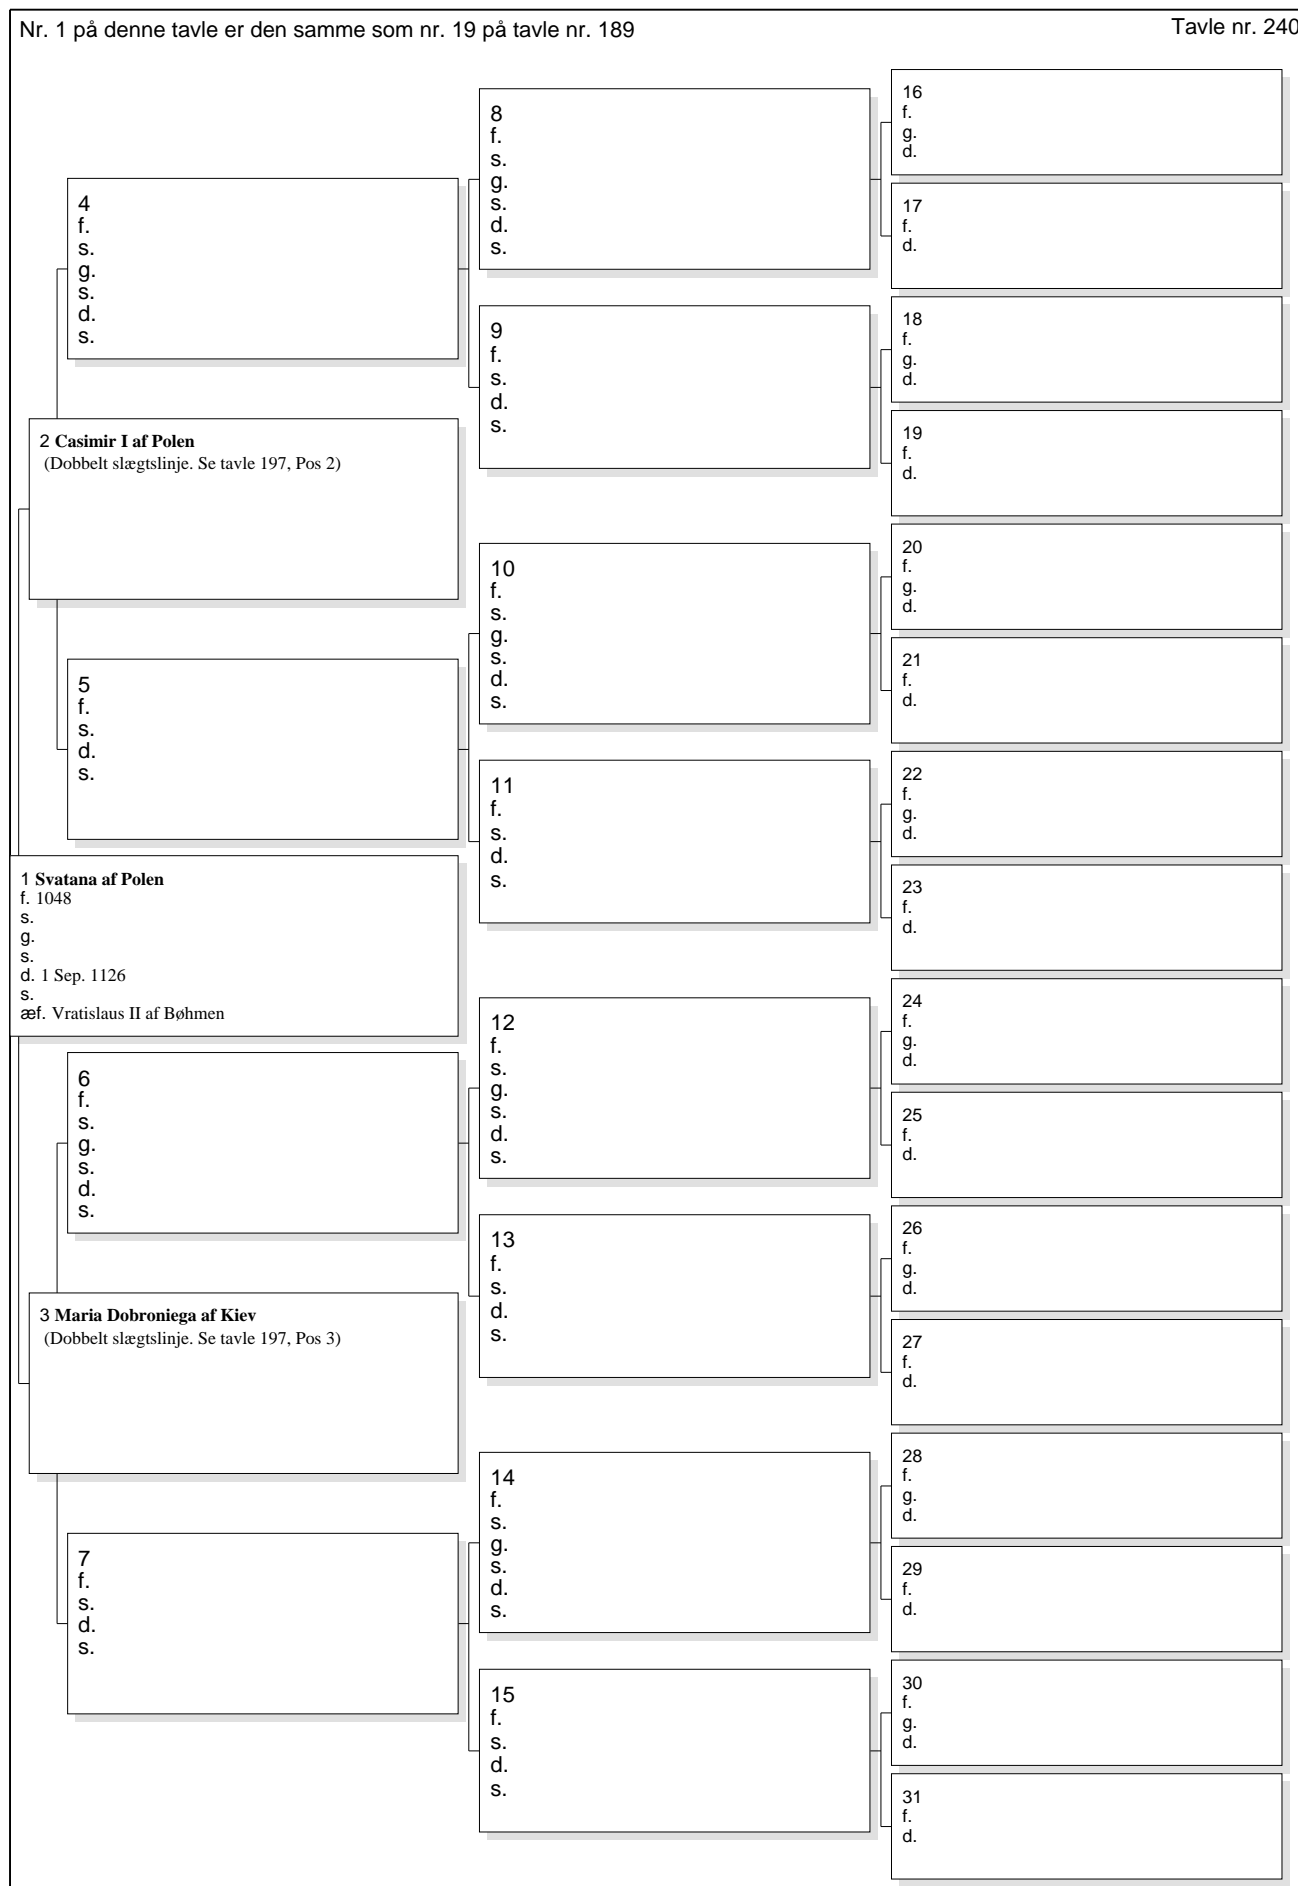 Nr. 1 på denne tavle er den samme som nr. 19 på tavle nr. 189
Tavle nr. 240
1 Svatana af Polen
f. 1048
s.
g.
s.
d. 1 Sep. 1126
s.
æf. Vratislaus II af Bøhmen
2 Casimir I af Polen
(Dobbelt slægtslinje. Se tavle 197, Pos 2)
3 Maria Dobroniega af Kiev
(Dobbelt slægtslinje. Se tavle 197, Pos 3)
4
f.
s.
g.
s.
d.
s.
5
f.
s.
d.
s.
6
f.
s.
g.
s.
d.
s.
7
f.
s.
d.
s.
8
f.
s.
g.
s.
d.
s.
9
f.
s.
d.
s.
10
f.
s.
g.
s.
d.
s.
11
f.
s.
d.
s.
12
f.
s.
g.
s.
d.
s.
13
f.
s.
d.
s.
14
f.
s.
g.
s.
d.
s.
15
f.
s.
d.
s.
16
f.
g.
d.
17
f.
d.
18
f.
g.
d.
19
f.
d.
20
f.
g.
d.
21
f.
d.
22
f.
g.
d.
23
f.
d.
24
f.
g.
d.
25
f.
d.
26
f.
g.
d.
27
f.
d.
28
f.
g.
d.
29
f.
d.
30
f.
g.
d.
31
f.
d.